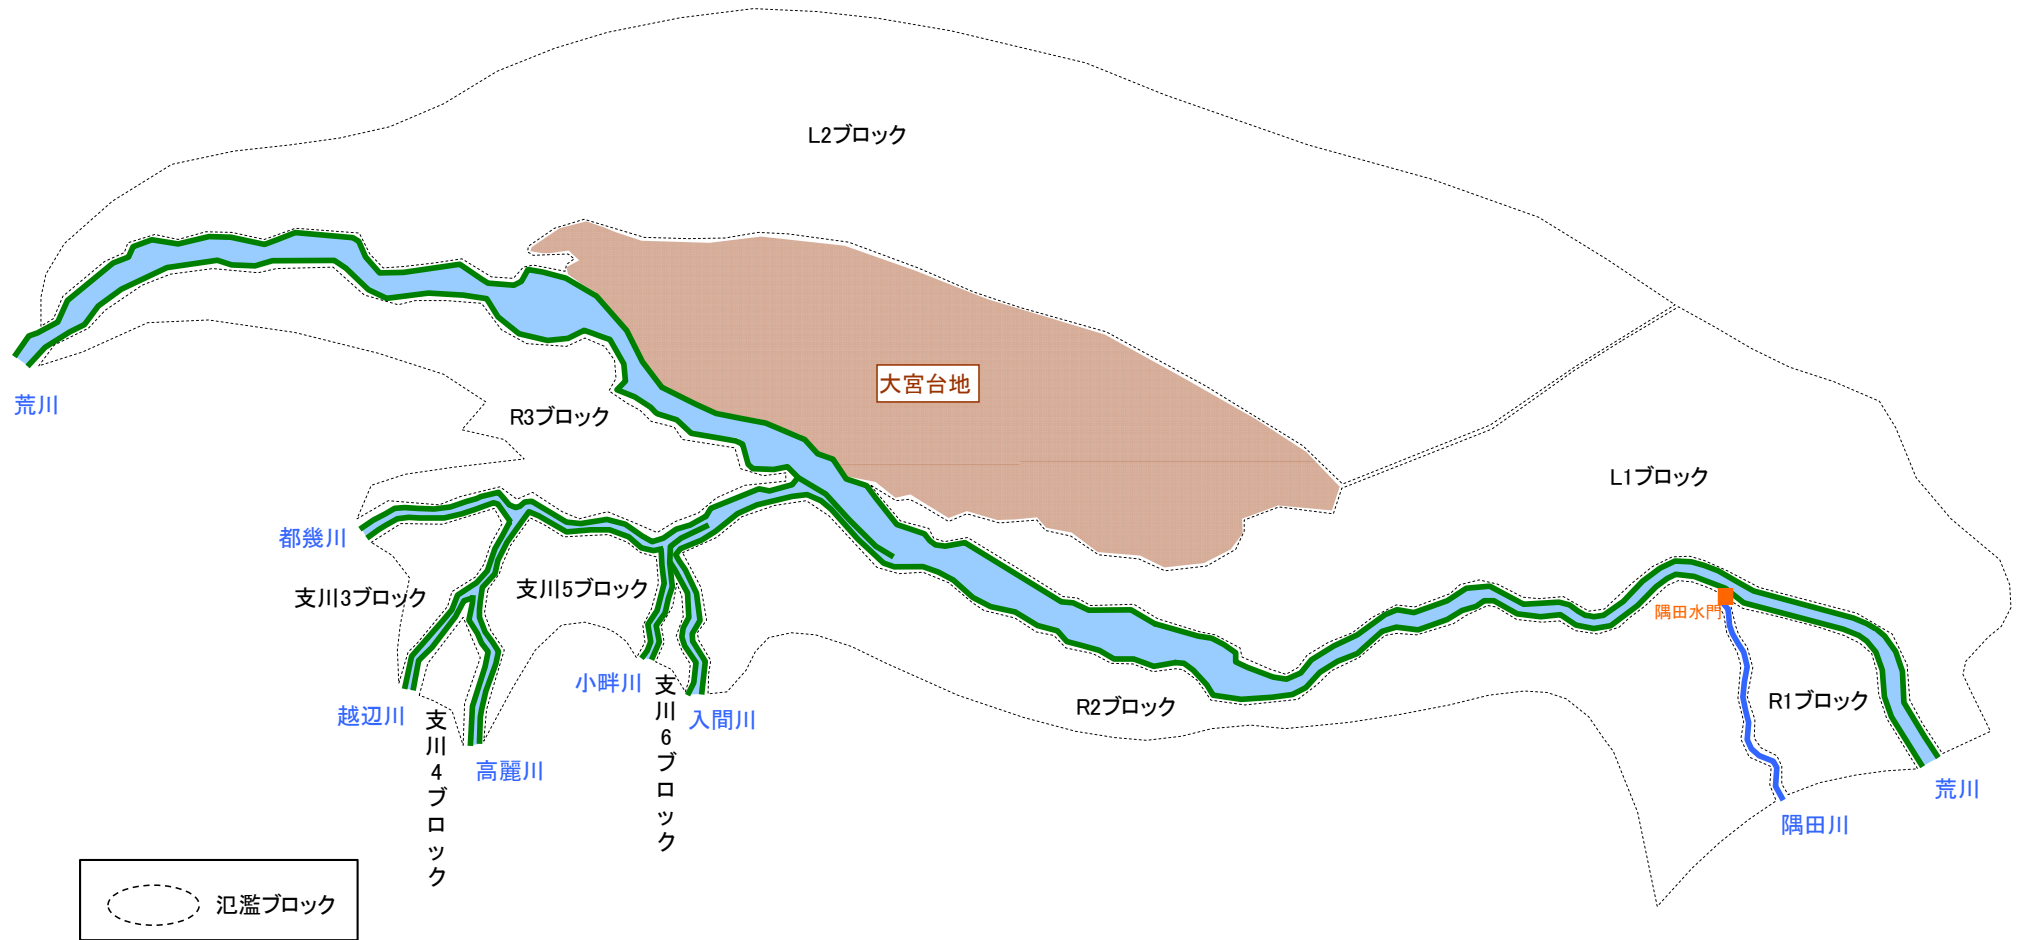 L2ブロック
大宮台地
荒川
R3ブロック
L1ブロック
都幾川
支川3ブロック
支川5ブロック
隅田水門
小畔川
支川6ブロック
入間川
R2ブロック
R1ブロック
越辺川
支川4ブロック
高麗川
荒川
隅田川
氾濫ブロック